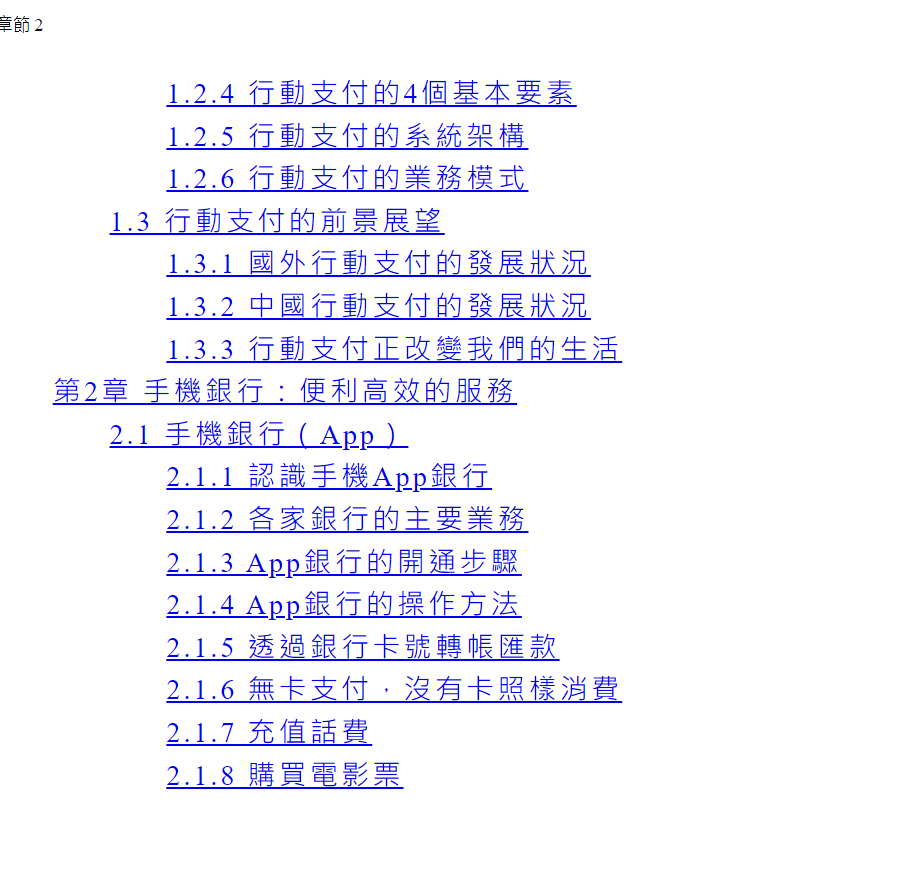 章節 2
1.2.4 行動支付的4個基本要素
1.2.5 行動支付的系統架構
1.2.6 行動支付的業務模式
1.3 行動支付的前景展望
1.3.1 國外行動支付的發展狀況
1.3.2 中國行動支付的發展狀況
1.3.3 行動支付正改變我們的生活
第2章 手機銀行：便利高效的服務
2.1 手機銀行（App）
2.1.1 認識手機App銀行
2.1.2 各家銀行的主要業務
2.1.3 App銀行的開通步驟
2.1.4 App銀行的操作方法
2.1.5 透過銀行卡號轉帳匯款
2.1.6 無卡支付，沒有卡照樣消費
2.1.7 充值話費
2.1.8 購買電影票